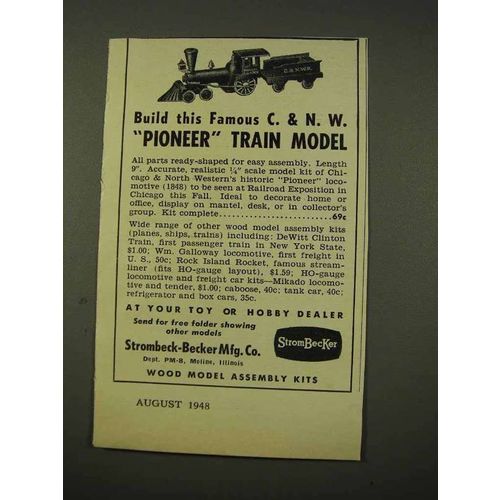 C. & N.W.R.
Build this Famous C. & N. W.
"PIONEER" TRAIN MODEL
All parts ready-shaped for easy assembly. Length
9". Accurate, realistic ¼" scale model kit of Chi-
cago & North Western's historic "Pioneer" loco-
motive (1848) to be seen at Railroad Exposition in
Chicago this Fall. Ideal to decorate home or
office, display on mantel, desk, or in collector's
group. Kit complete......................69¢
Wide range of other wood model assembly kits
(planes, ships, trains) including: DeWitt Clinton
Train, first passenger train in New York State,
$1.00; Wm. Galloway locomotive, first freight in
U. S., 50c; Rock Island Rocket, famous stream-
liner (fits HO-gauge layout), $1.59; HO-gauge
locomotive and freight car kits—Mikado locomo-
tive and tender, $1.00; caboose, 40c; tank car, 40c;
refrigerator and box cars, 35c.
AT YOUR TOY OR HOBBY DEALER
Send for free folder showing
other models
Strombeck-Becker Mfg. Co.
Dept. PM-8, Moline, Illinois
StromBecKer
WOOD MODEL ASSEMBLY KITS
AUGUST 1948